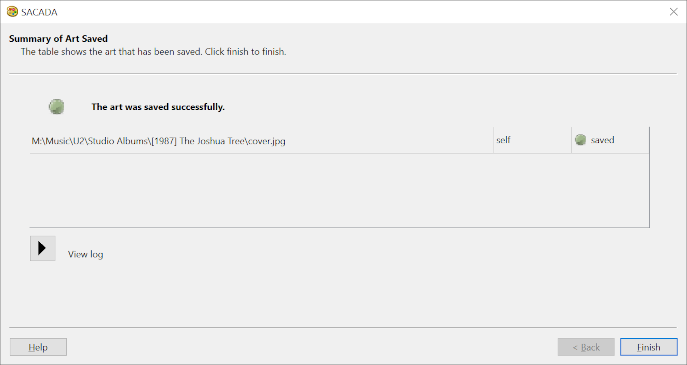 SACADA
Summary of Art Saved
The table shows the art that has been saved. Click finish to finish.
The art was saved successfully.
M:\Music\U2\Studio Albums\[1987] The Joshua Tree\cover.jpg self saved
View log
Help < Back Finish